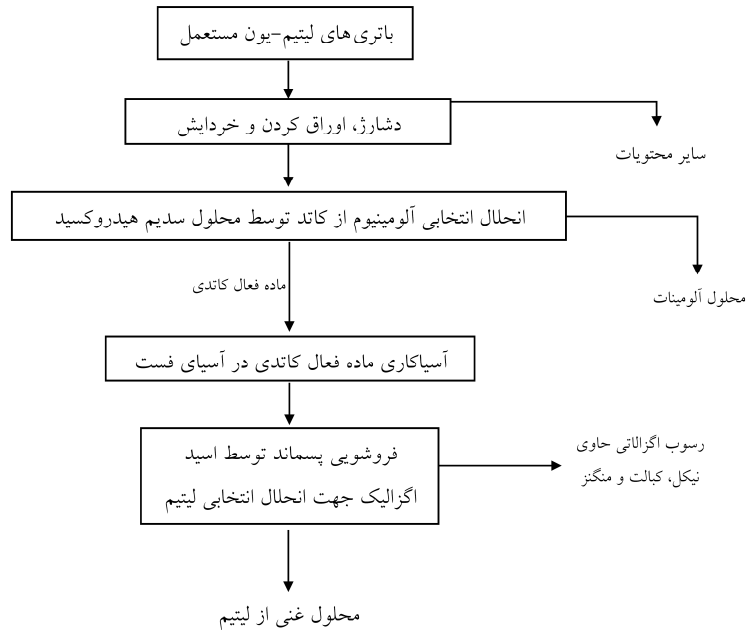 باتری‌های لیتیم-یون مستعمل
دشارژ، اوراق کردن و خردایش
سایر محتویات
انحلال انتخابی آلومینیوم از کاتد توسط محلول سدیم هیدروکسید
ماده فعال کاتدی
محلول آلومینات
آسیاکاری ماده فعال کاتدی در آسیای فست
فروشویی پسماند توسط اسید
اگزالیک جهت انحلال انتخابی لیتیم
رسوب اگزالاتی حاوی
نیکل، کبالت و منگنز
محلول غنی از لیتیم